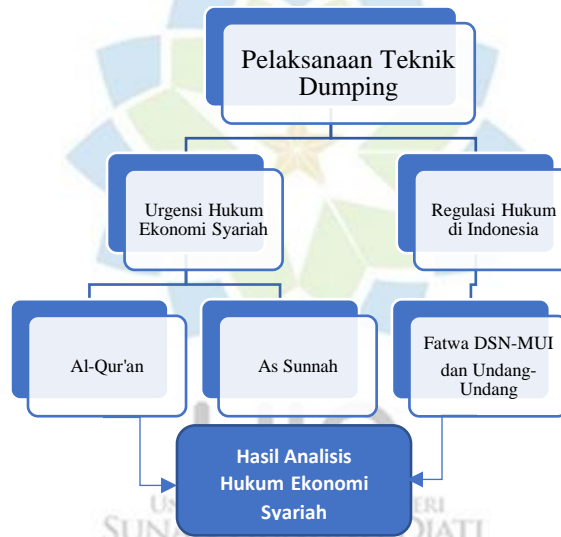 Pelaksanaan Teknik
Dumping
Urgensi Hukum
Ekonomi Syariah
Regulasi Hukum
di Indonesia
Al-Qur'an
As Sunnah
Fatwa DSN-MUI
dan Undang-
Undang
Hasil Analisis
Hukum Ekonomi
Syariah